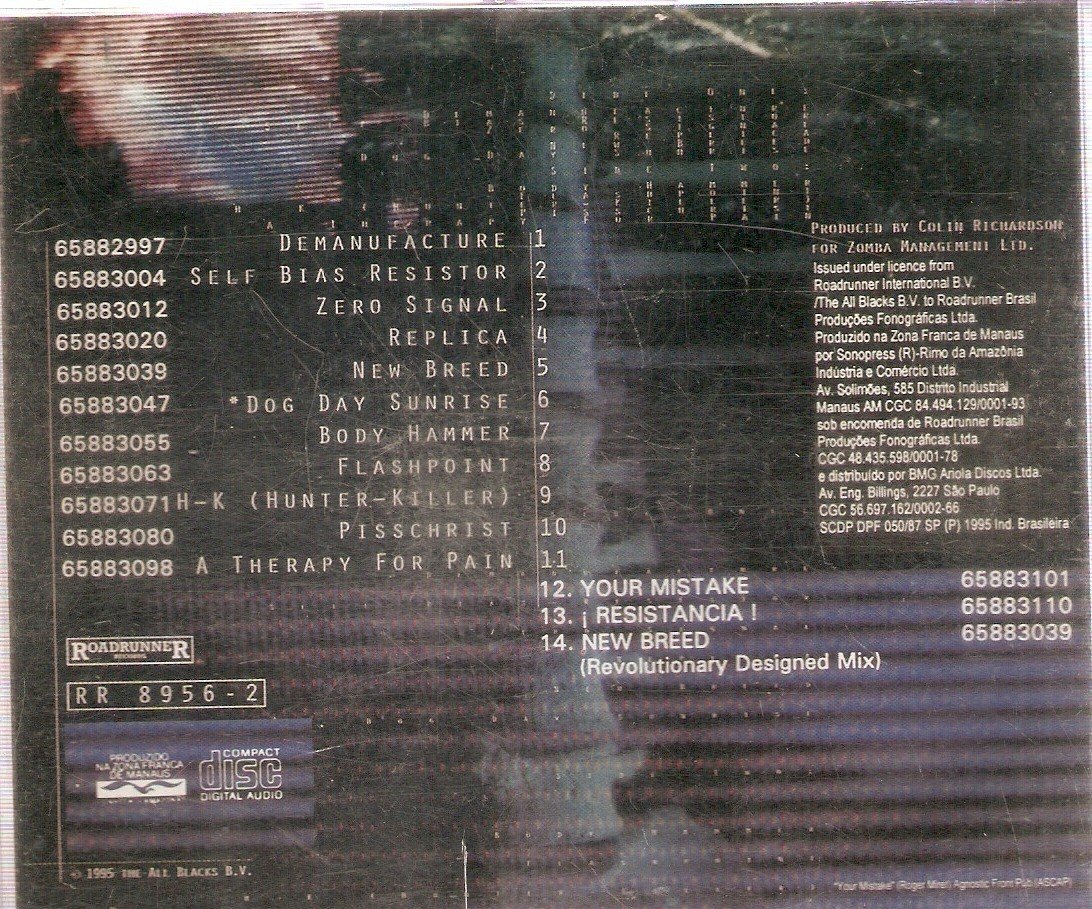 65882997 DEMANUFACTURE 1
65883004 SELF BIAS RESISTOR 2
65883012 ZERO SIGNAL 3
65883020 REPLICA 4
65883039 NEW BREED 5
65883047 *DOG DAY SUNRISE 6
65883055 BODY HAMMER 7
65883063 FLASHPOINT 8
65883071 H-K (HUNTER-KILLER) 9
65883080 PISSCHRIST 10
65883098 A THERAPY FOR PAIN 11
PRODUCED BY COLIN RICHARDSON
FOR ZOMBA MANAGEMENT LTD.
Issued under licence from
Roadrunner International B.V.
/The All Blacks B.V. to Roadrunner Brasil
Produções Fonográficas Ltda.
Produzido na Zona Franca de Manaus
por Sonopress (R)-Rimo da Amazônia
Indústria e Comércio Ltda.
Av. Solimões, 585 Distrito Industrial
Manaus AM CGC 84.494.129/0001-93
sob encomenda de Roadrunner Brasil
Produções Fonográficas Ltda.
CGC 48.435.598/0001-78
e distribuído por BMG Ariola Discos Ltda.
Av. Eng. Billings, 2227 São Paulo
CGC 56.697.162/0002-66
SCDP DPF 050/87 SP (P) 1995 Ind. Brasileira
12. YOUR MISTAKE 65883101
13. ¡ RESISTANCIA ! 65883110
14. NEW BREED 65883039
(Revolutionary Designed Mix)
ROADRUNNER
RECORDS
RR 8956-2
PRODUZIDO
NA ZONA FRANCA
DE MANAUS
COMPACT
disc
DIGITAL AUDIO
© 1995 THE ALL BLACKS B.V.
"Your Mistake" (Roger Miret) Agnostic Front Pub (ASCAP)